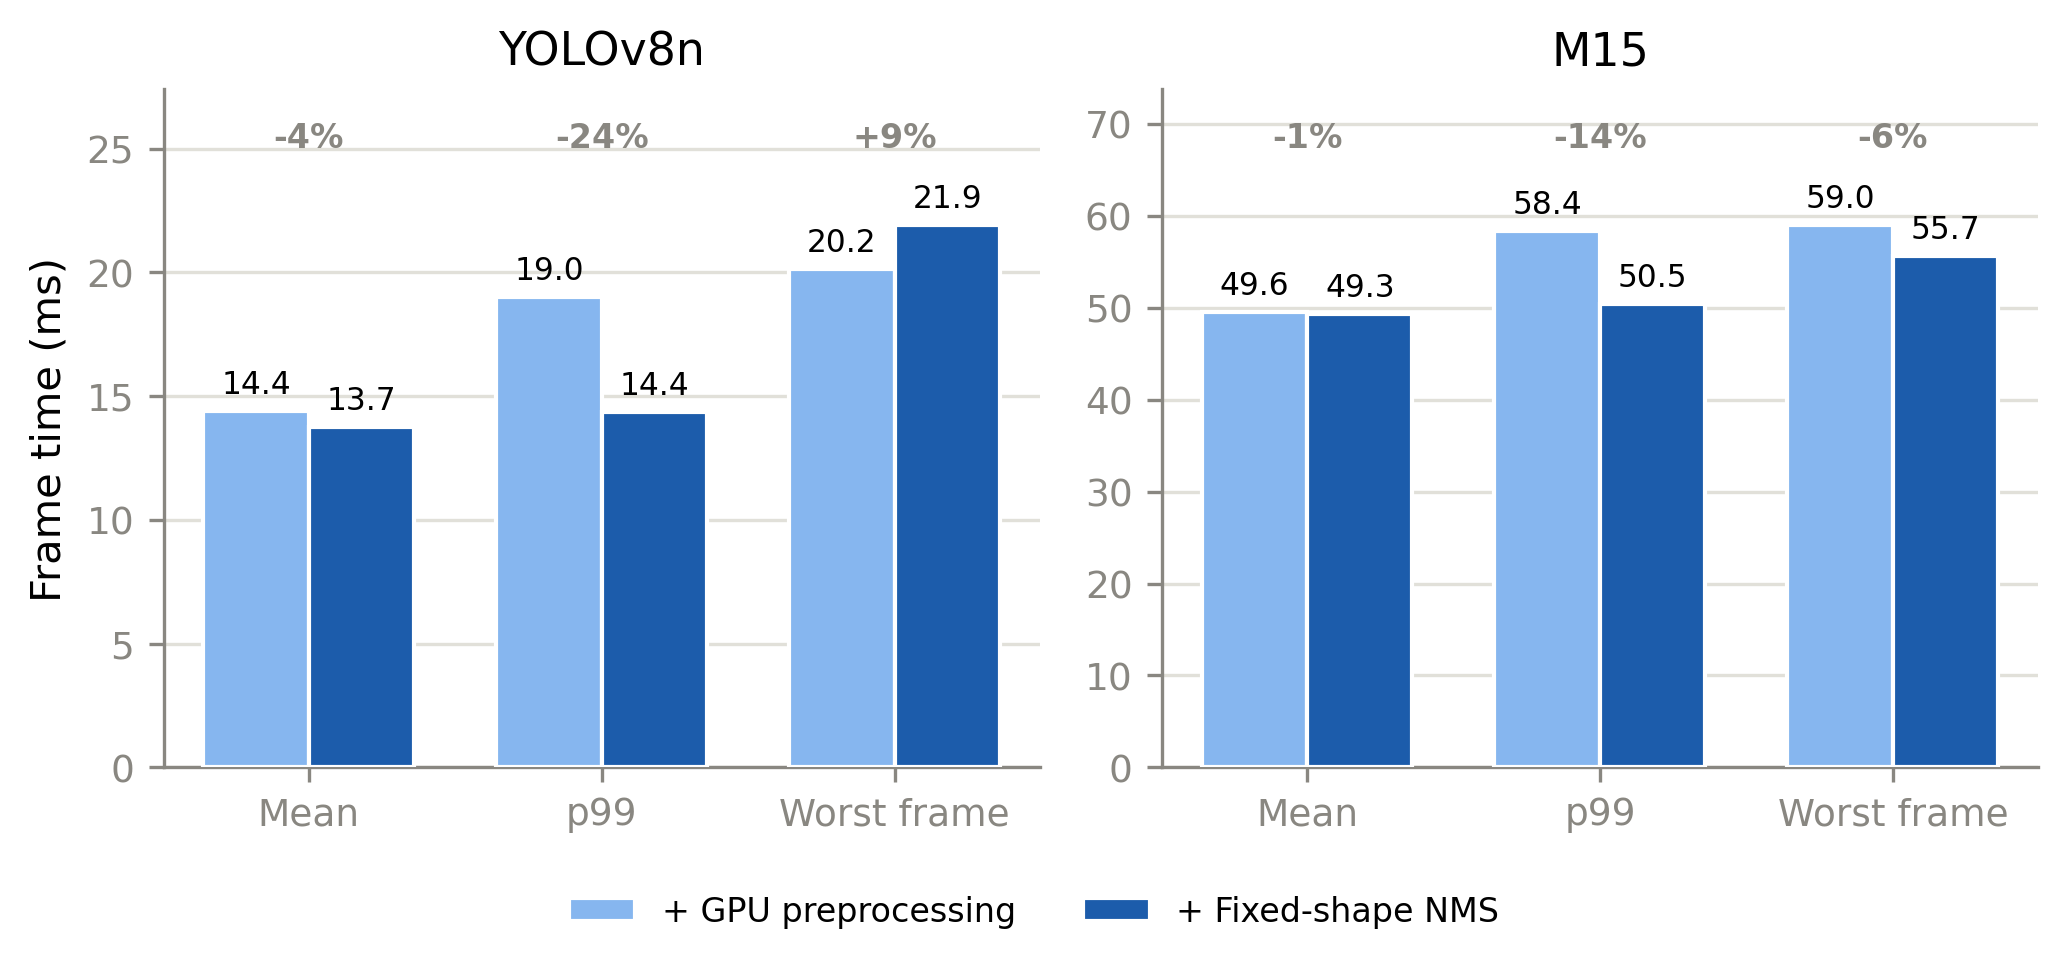 YOLOv8n
-4% -24% +9%
25
20
15
10
5
0
Frame time (ms)
14.4 13.7 19.0 14.4 20.2 21.9
Mean p99 Worst frame
M15
-1% -14% -6%
70
60
50
40
30
20
10
0
49.6 49.3 58.4 50.5 59.0 55.7
Mean p99 Worst frame
+ GPU preprocessing + Fixed-shape NMS